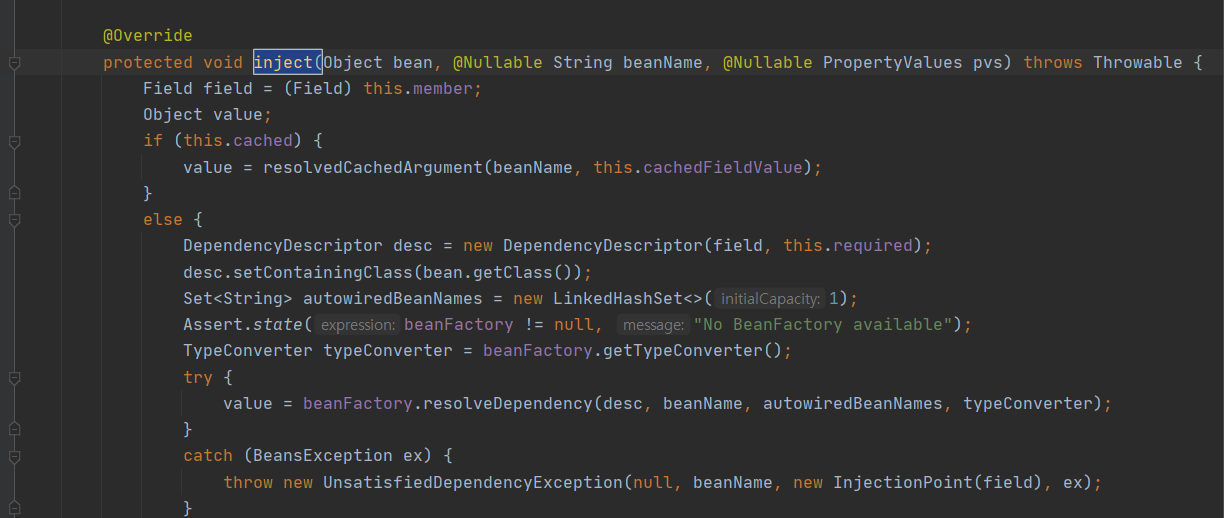 @Override
protected void inject(Object bean, @Nullable String beanName, @Nullable PropertyValues pvs) throws Throwable {
Field field = (Field) this.member;
Object value;
if (this.cached) {
value = resolvedCachedArgument(beanName, this.cachedFieldValue);
}
else {
DependencyDescriptor desc = new DependencyDescriptor(field, this.required);
desc.setContainingClass(bean.getClass());
Set<String> autowiredBeanNames = new LinkedHashSet<>( initialCapacity: 1);
Assert.state( expression: beanFactory != null, message: "No BeanFactory available");
TypeConverter typeConverter = beanFactory.getTypeConverter();
try {
value = beanFactory.resolveDependency(desc, beanName, autowiredBeanNames, typeConverter);
}
catch (BeansException ex) {
throw new UnsatisfiedDependencyException(null, beanName, new InjectionPoint(field), ex);
}